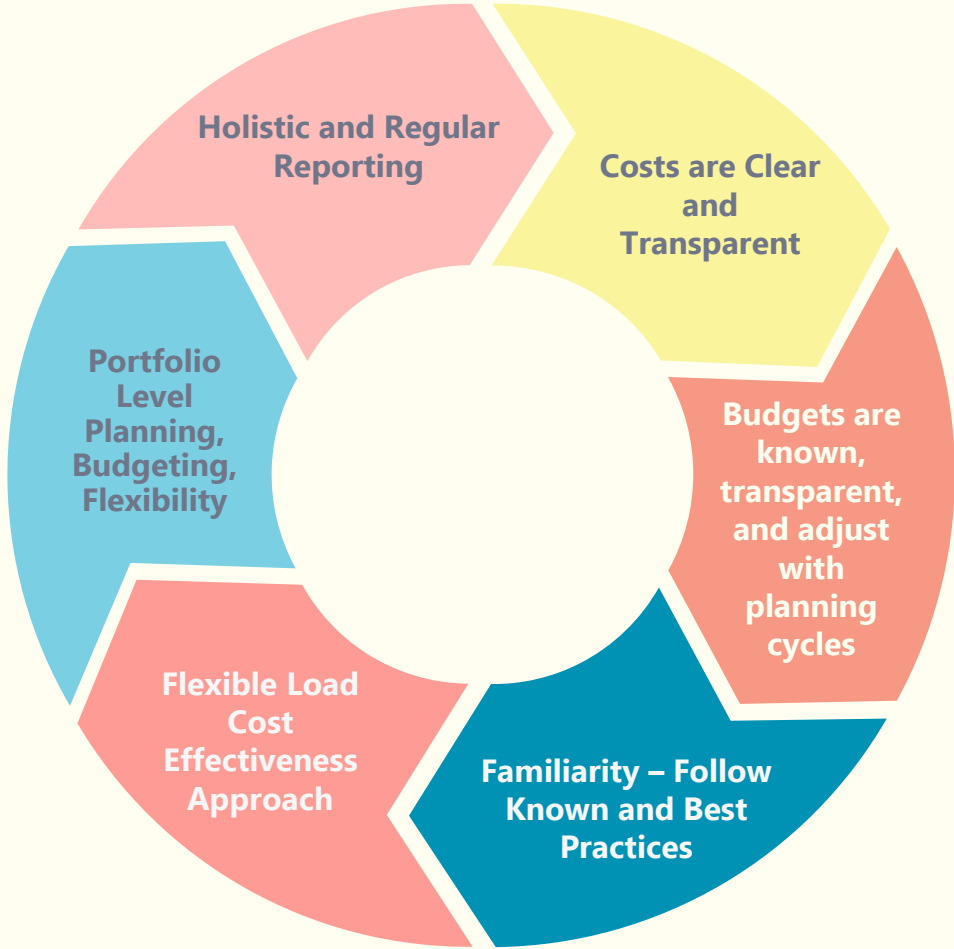 Holistic and Regular
Reporting
Costs are Clear
and
Transparent
Budgets are
known,
transparent,
and adjust
with
planning
cycles
Familiarity – Follow
Known and Best
Practices
Flexible Load
Cost
Effectiveness
Approach
Portfolio
Level
Planning,
Budgeting,
Flexibility